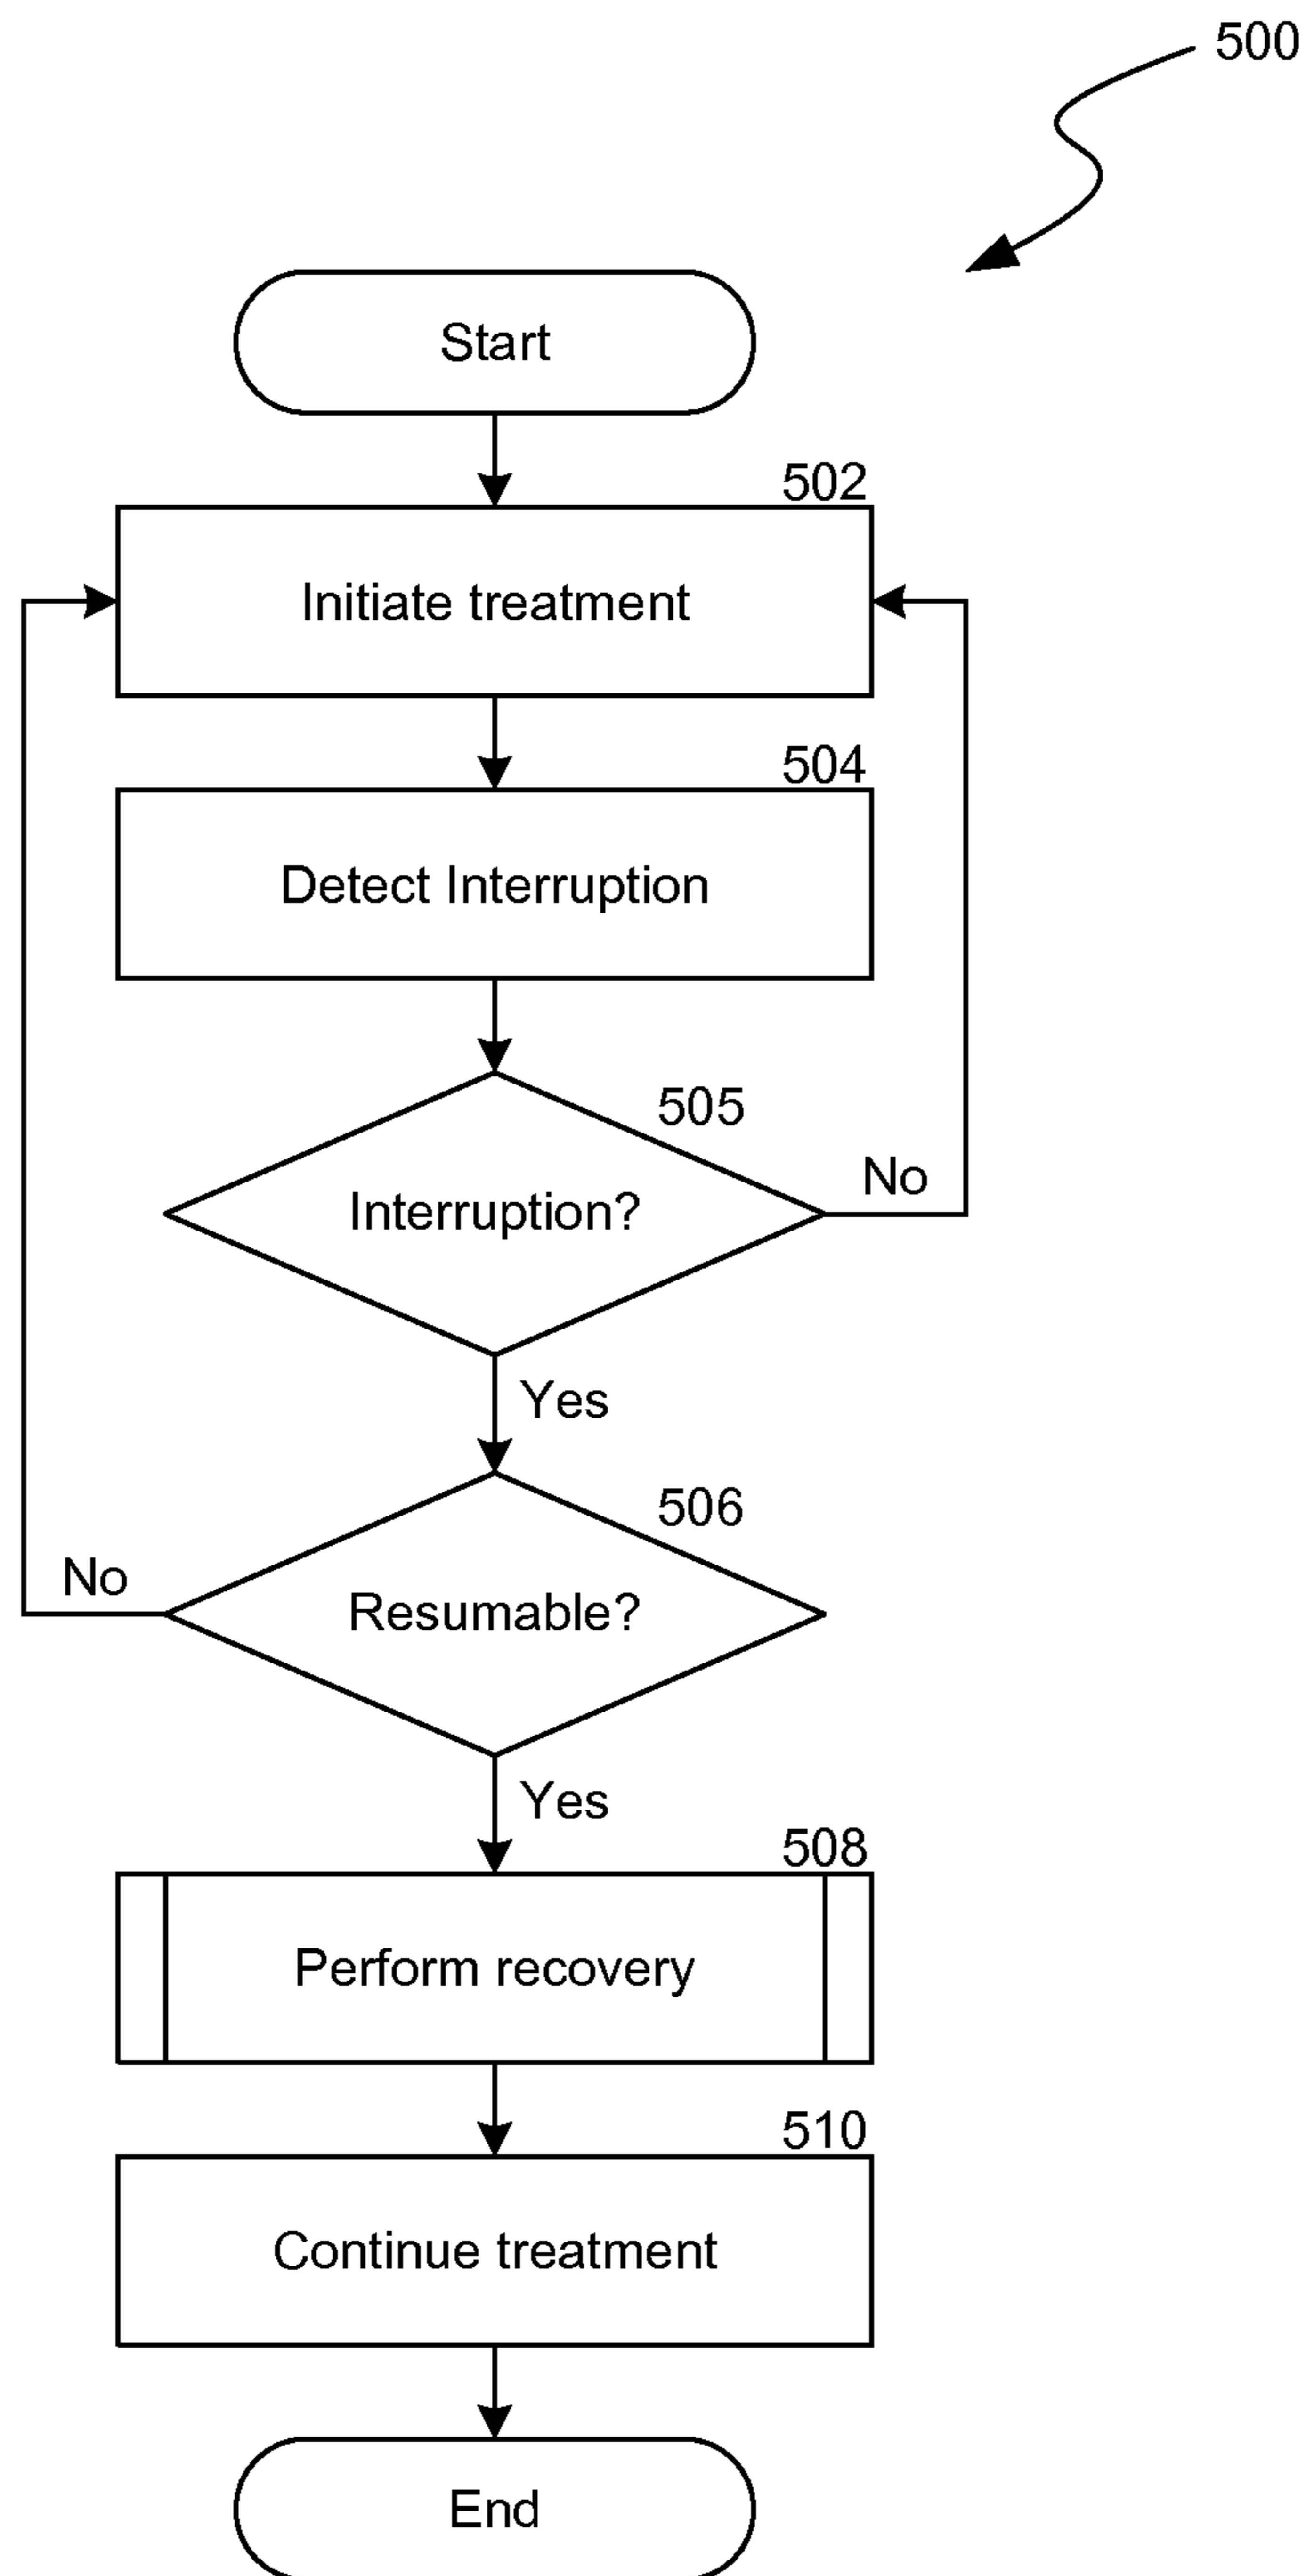 500
Start
502
Initiate treatment
504
Detect Interruption
505
Interruption?
No
Yes
506
No
Resumable?
Yes
508
Perform recovery
510
Continue treatment
End